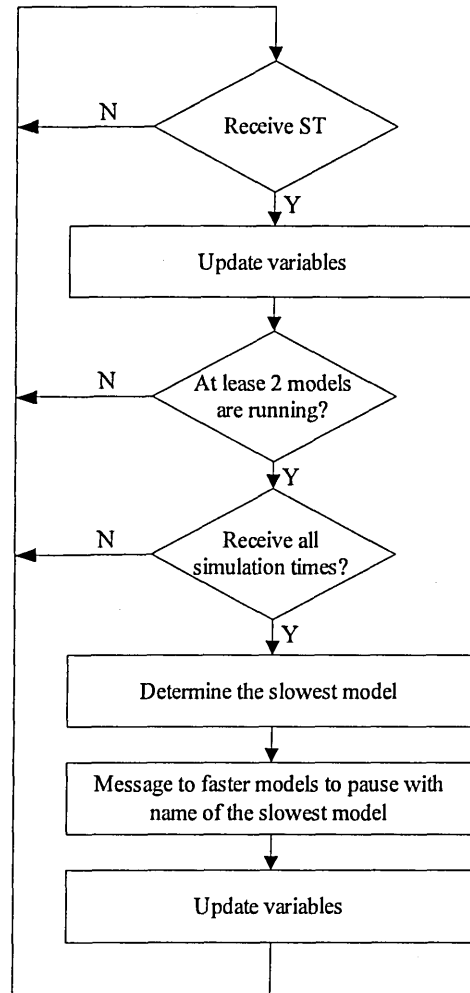 N
Receive ST
Y
Update variables
N
At lease 2 models
are running?
Y
N
Receive all
simulation times?
Y
Determine the slowest model
Message to faster models to pause with
name of the slowest model
Update variables